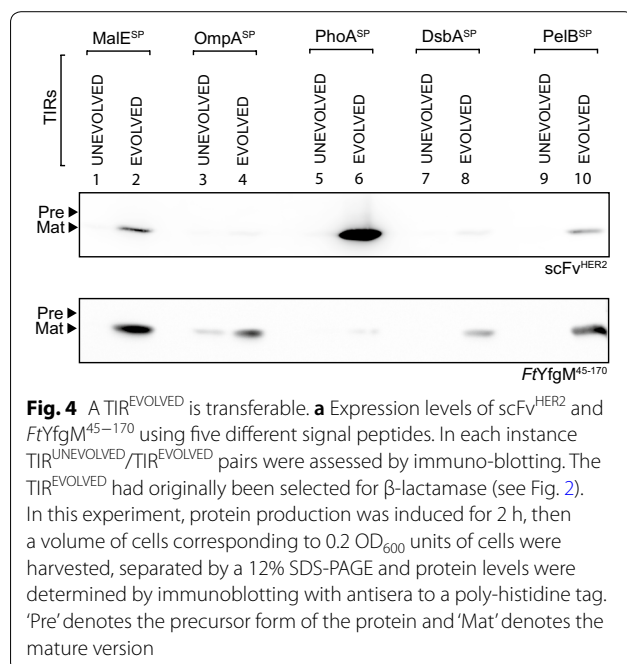 MalE^SP OmpA^SP PhoA^SP DsbA^SP PelB^SP
TIRs
UNEVOLVED EVOLVED UNEVOLVED EVOLVED UNEVOLVED EVOLVED UNEVOLVED EVOLVED UNEVOLVED EVOLVED
1 2 3 4 5 6 7 8 9 10
Pre
Mat
scFv^HER2
Pre
Mat
FtYfgM^45-170
Fig. 4 A TIR^EVOLVED is transferable. a Expression levels of scFv^HER2 and
FtYfgM^45−170 using five different signal peptides. In each instance
TIR^UNEVOLVED/TIR^EVOLVED pairs were assessed by immuno-blotting. The
TIR^EVOLVED had originally been selected for β-lactamase (see Fig. 2).
In this experiment, protein production was induced for 2 h, then
a volume of cells corresponding to 0.2 OD₆₀₀ units of cells were
harvested, separated by a 12% SDS-PAGE and protein levels were
determined by immunoblotting with antisera to a poly-histidine tag.
‘Pre’ denotes the precursor form of the protein and ‘Mat’ denotes the
mature version